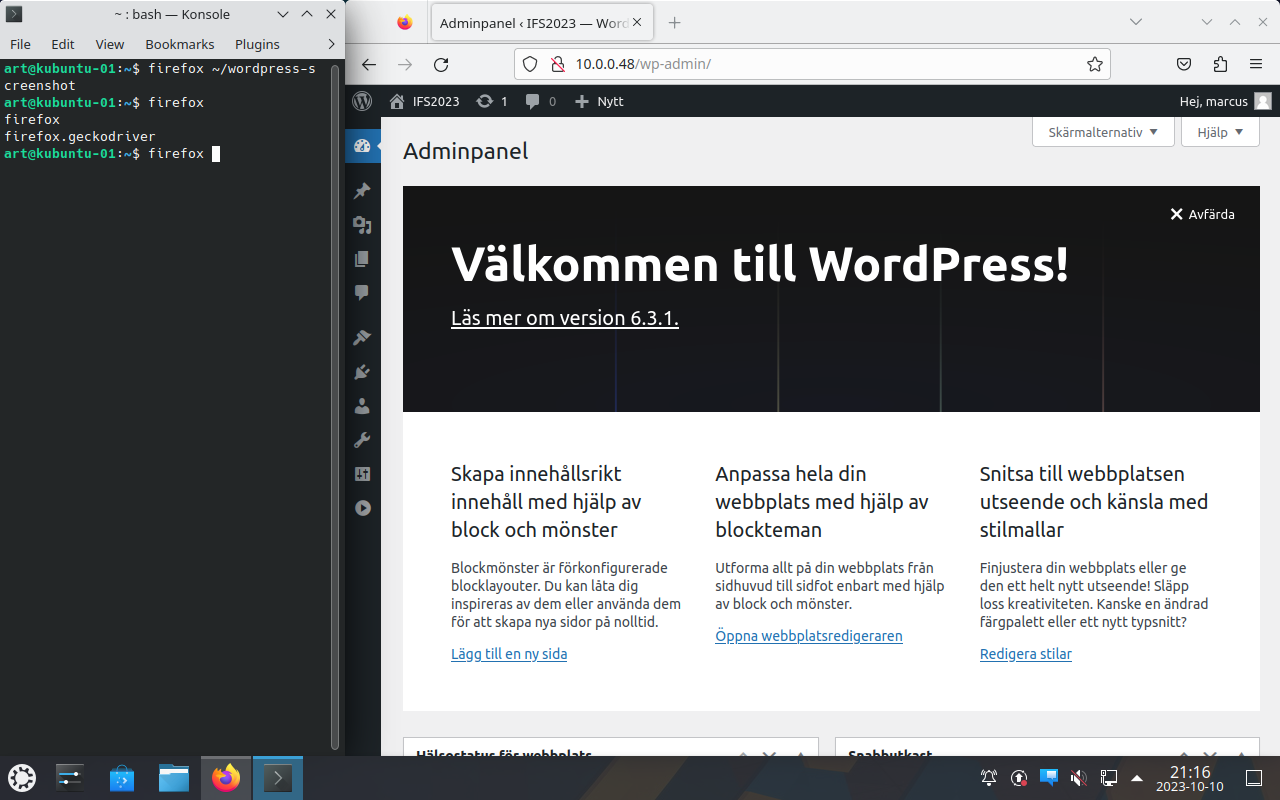 ~ : bash — Konsole
File Edit View Bookmarks Plugins
art@kubuntu-01:~$ firefox ~/wordpress-s
creenshot
art@kubuntu-01:~$ firefox
firefox
firefox.geckodriver
art@kubuntu-01:~$ firefox
Adminpanel ‹ IFS2023 — Word
10.0.0.48/wp-admin/
IFS2023 1 0 Nytt Hej, marcus
Skärmalternativ Hjälp
Adminpanel
Avfärda
Välkommen till WordPress!
Läs mer om version 6.3.1.
Skapa innehållsrikt
innehåll med hjälp av
block och mönster
Blockmönster är förkonfigurerade
blocklayouter. Du kan låta dig
inspireras av dem eller använda dem
för att skapa nya sidor på nolltid.
Lägg till en ny sida
Anpassa hela din
webbplats med hjälp av
blockteman
Utforma allt på din webbplats från
sidhuvud till sidfot enbart med hjälp
av block och mönster.
Öppna webbplatsredigeraren
Snitsa till webbplatsen
utseende och känsla med
stilmallar
Finjustera din webbplats eller ge
den ett helt nytt utseende! Släpp
loss kreativiteten. Kanske en ändrad
färgpalett eller ett nytt typsnitt?
Redigera stilar
Hälsostatus för webbplats
Snabbutkast
21:16
2023-10-10